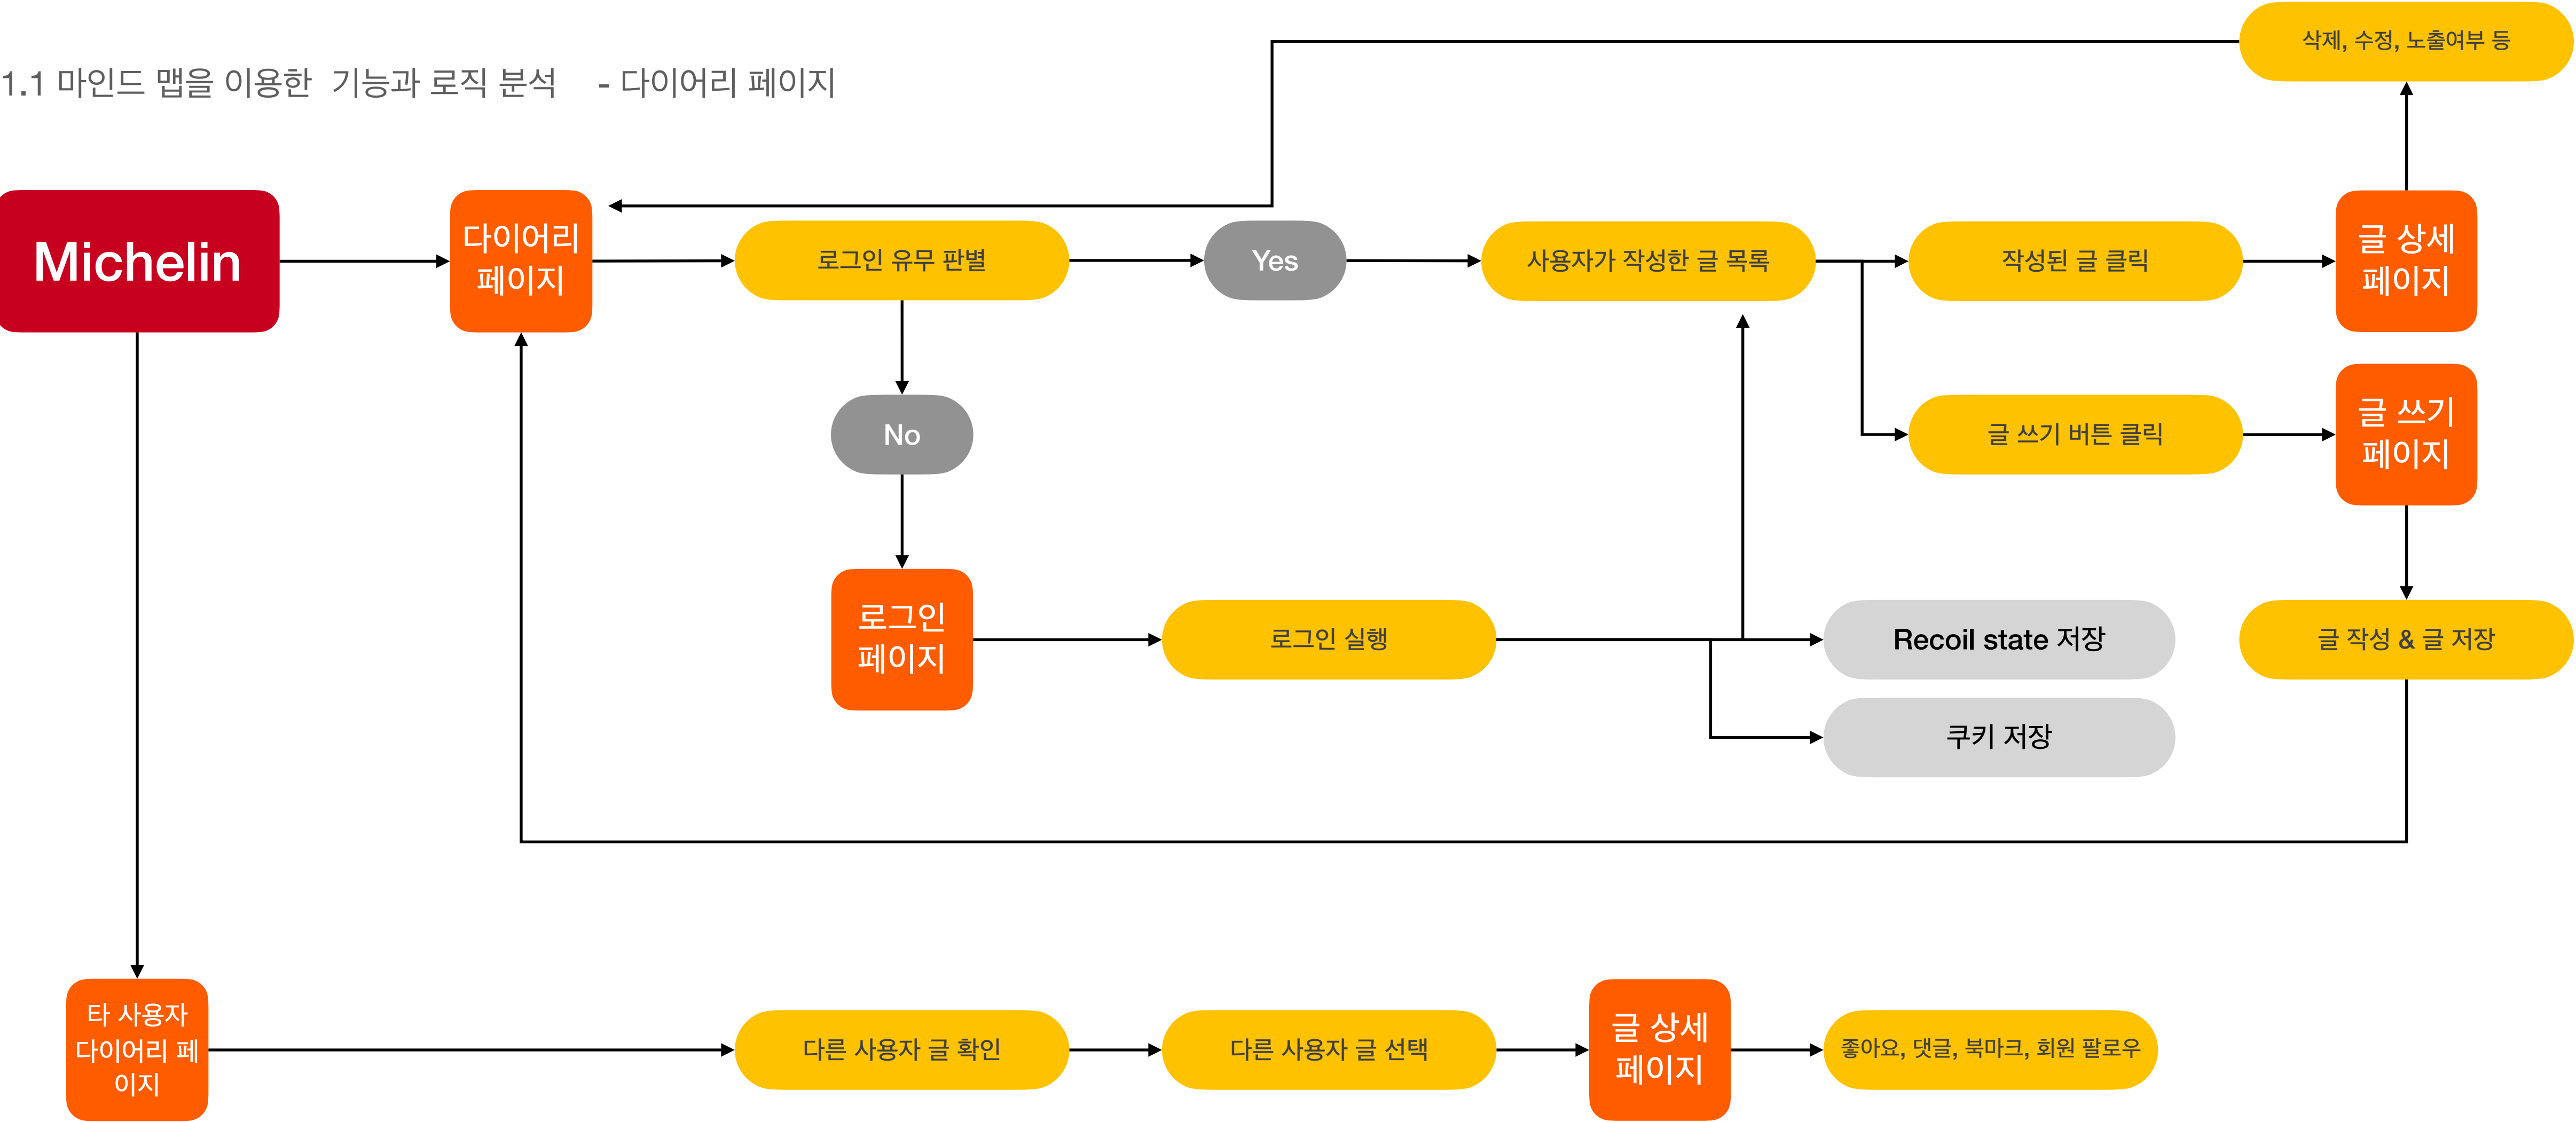 삭제, 수정, 노출여부 등
1.1 마인드 맵을 이용한 기능과 로직 분석 - 다이어리 페이지
Michelin
다이어리
페이지
로그인 유무 판별
Yes
사용자가 작성한 글 목록
작성된 글 클릭
글 상세
페이지
No
글 쓰기 버튼 클릭
글 쓰기
페이지
로그인
페이지
로그인 실행
Recoil state 저장
글 작성 & 글 저장
쿠키 저장
타 사용자
다이어리 페
이지
다른 사용자 글 확인
다른 사용자 글 선택
글 상세
페이지
좋아요, 댓글, 북마크, 회원 팔로우